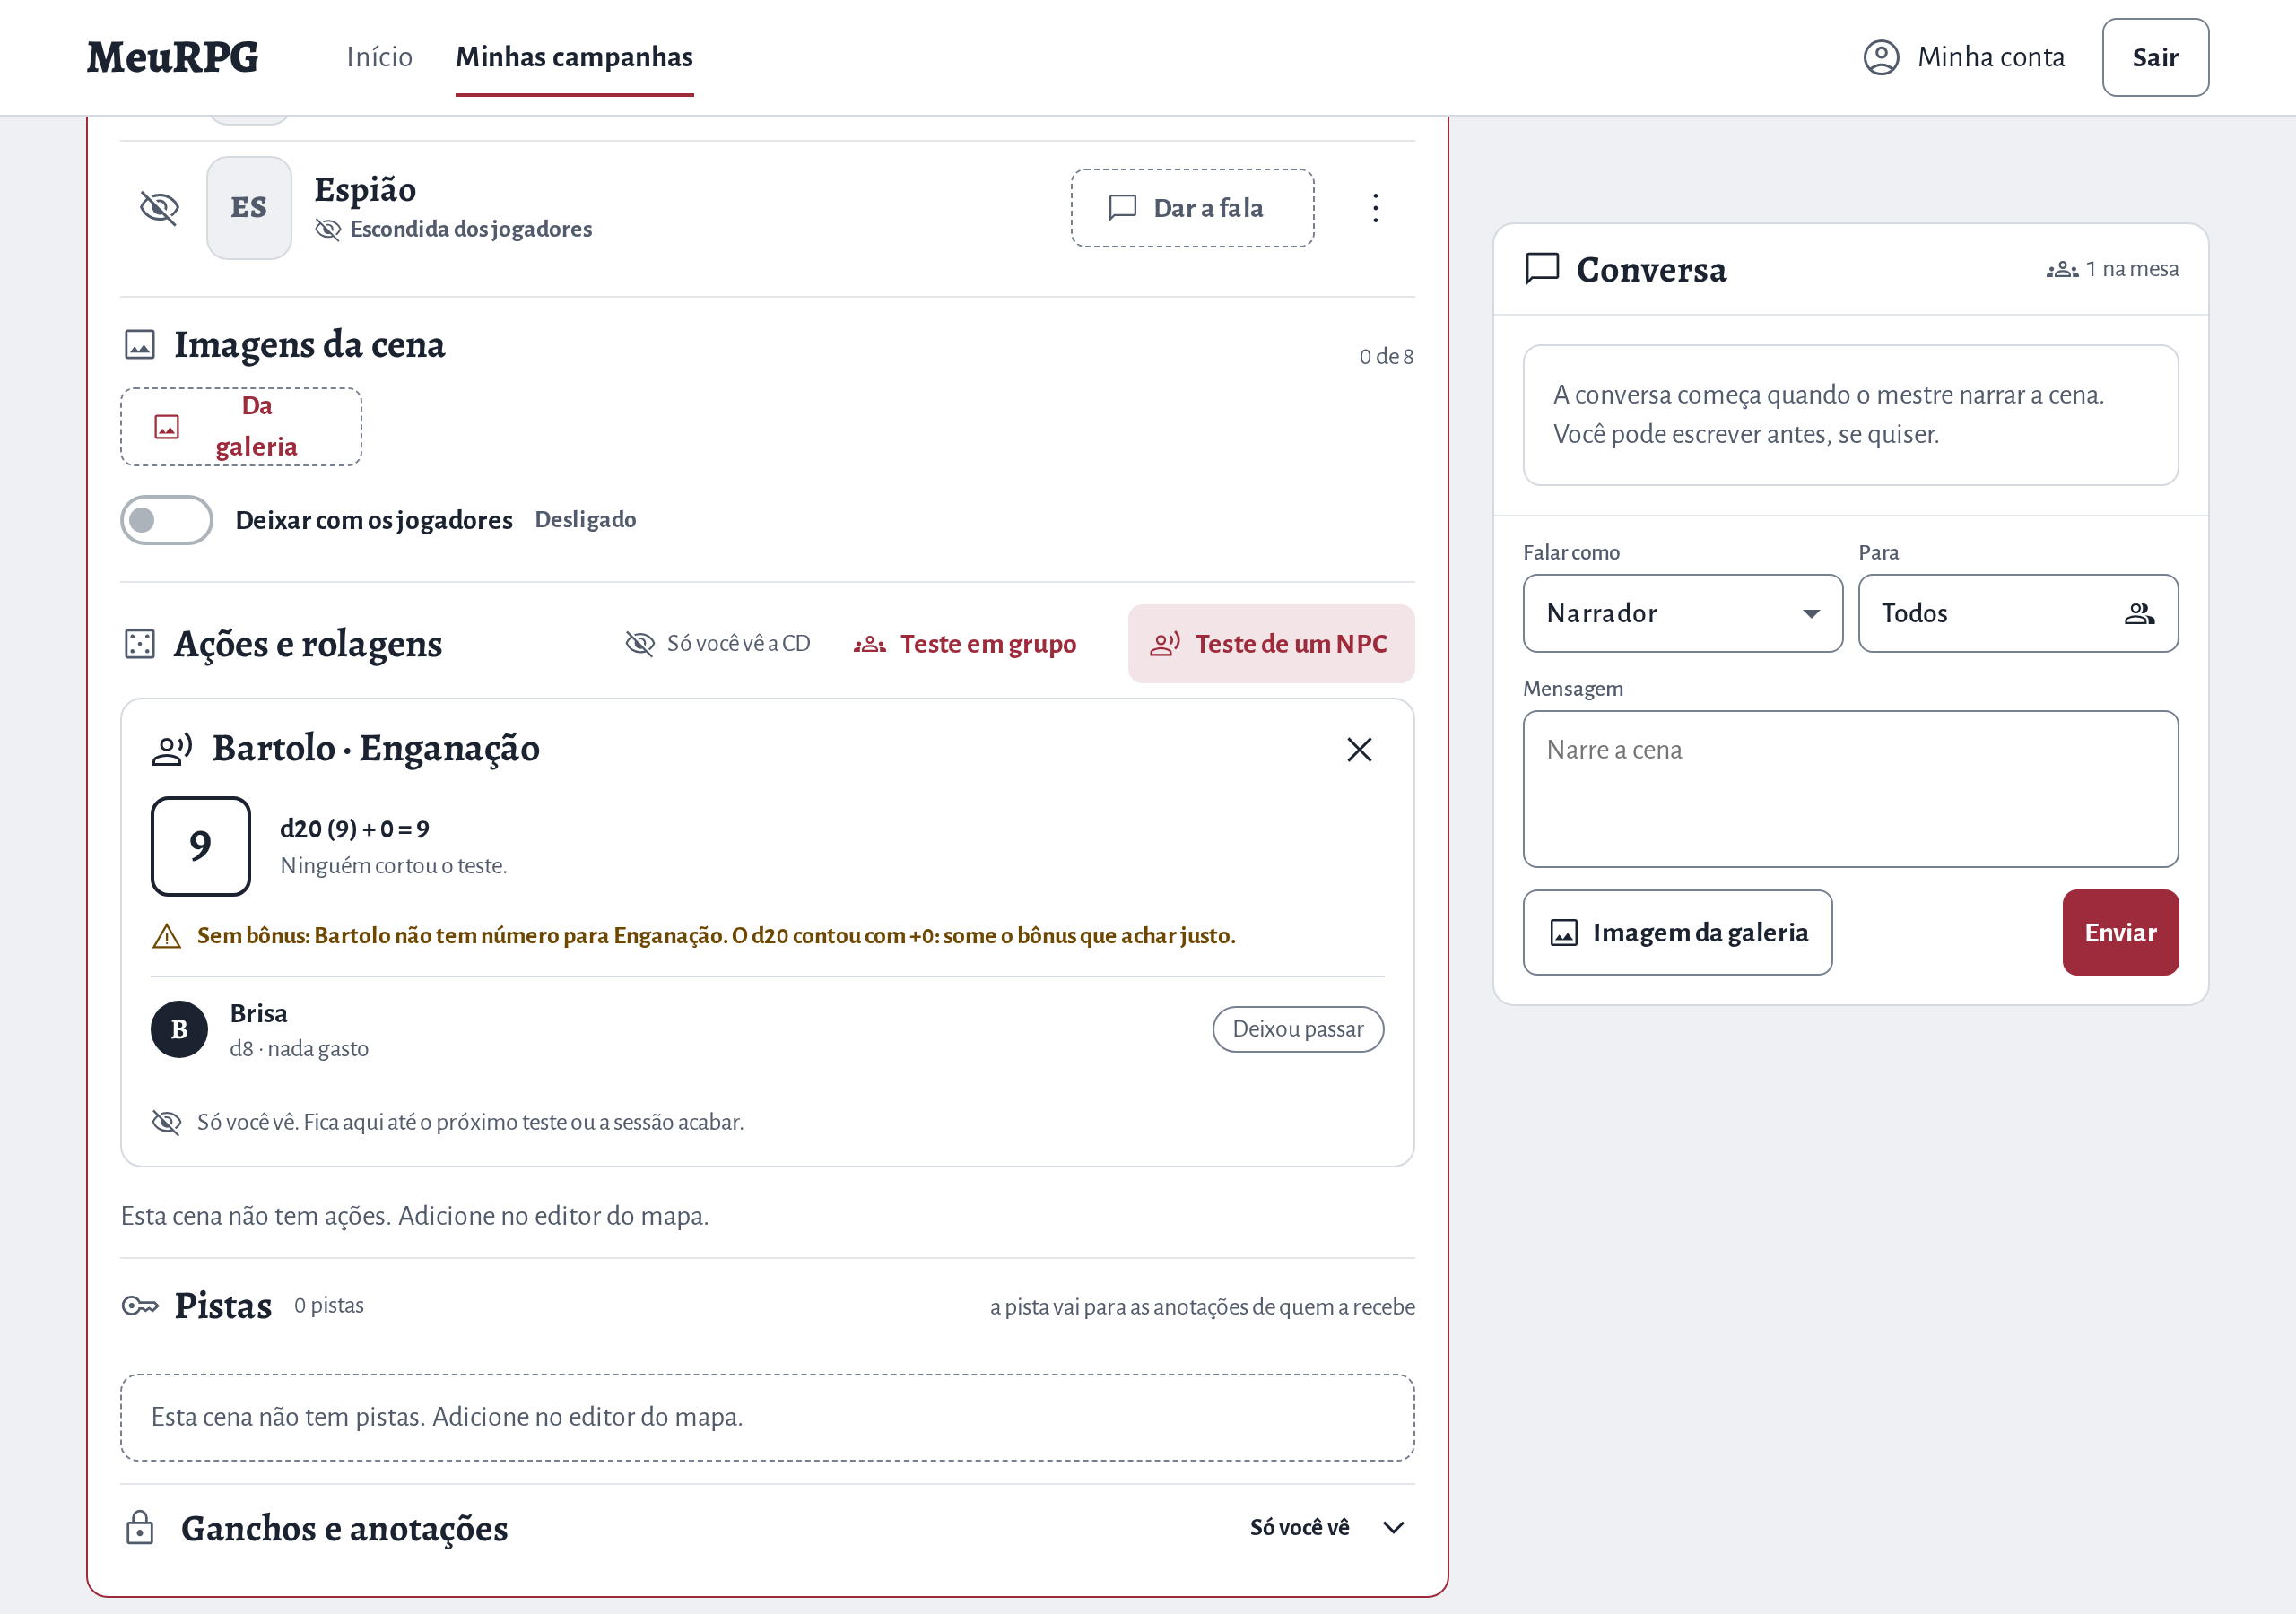 MeuRPG
Início
Minhas campanhas
Minha conta
Sair
ES
Espião
Escondida dos jogadores
Dar a fala
Imagens da cena
0 de 8
Da
galeria
Deixar com os jogadores
Desligado
Ações e rolagens
Só você vê a CD
Teste em grupo
Teste de um NPC
Bartolo · Enganação
9
d20 (9) + 0 = 9
Ninguém cortou o teste.
Sem bônus: Bartolo não tem número para Enganação. O d20 contou com +0: some o bônus que achar justo.
B
Brisa
d8 · nada gasto
Deixou passar
Só você vê. Fica aqui até o próximo teste ou a sessão acabar.
Esta cena não tem ações. Adicione no editor do mapa.
Pistas
0 pistas
a pista vai para as anotações de quem a recebe
Esta cena não tem pistas. Adicione no editor do mapa.
Ganchos e anotações
Só você vê
Conversa
1 na mesa
A conversa começa quando o mestre narrar a cena.
Você pode escrever antes, se quiser.
Falar como
Para
Narrador
Todos
Mensagem
Narre a cena
Imagem da galeria
Enviar